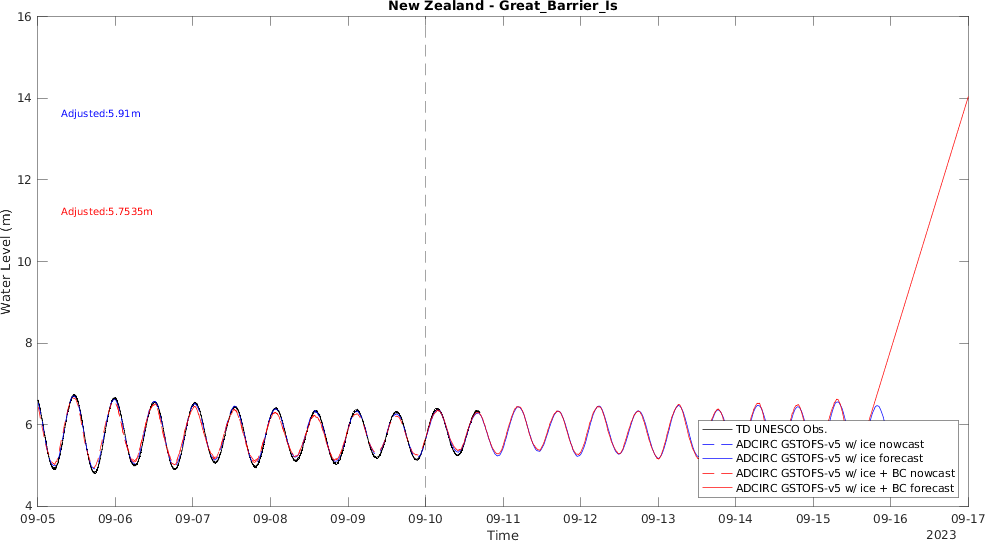 New Zealand - Great_Barrier_Is
16
14
12
10
8
6
4
Water Level (m)
Adjusted:5.91m
Adjusted:5.7535m
TD UNESCO Obs.
ADCIRC GSTOFS-v5 w/ ice nowcast
ADCIRC GSTOFS-v5 w/ ice forecast
ADCIRC GSTOFS-v5 w/ ice + BC nowcast
ADCIRC GSTOFS-v5 w/ ice + BC forecast
09-05 09-06 09-07 09-08 09-09 09-10 09-11 09-12 09-13 09-14 09-15 09-16 09-17
Time
2023